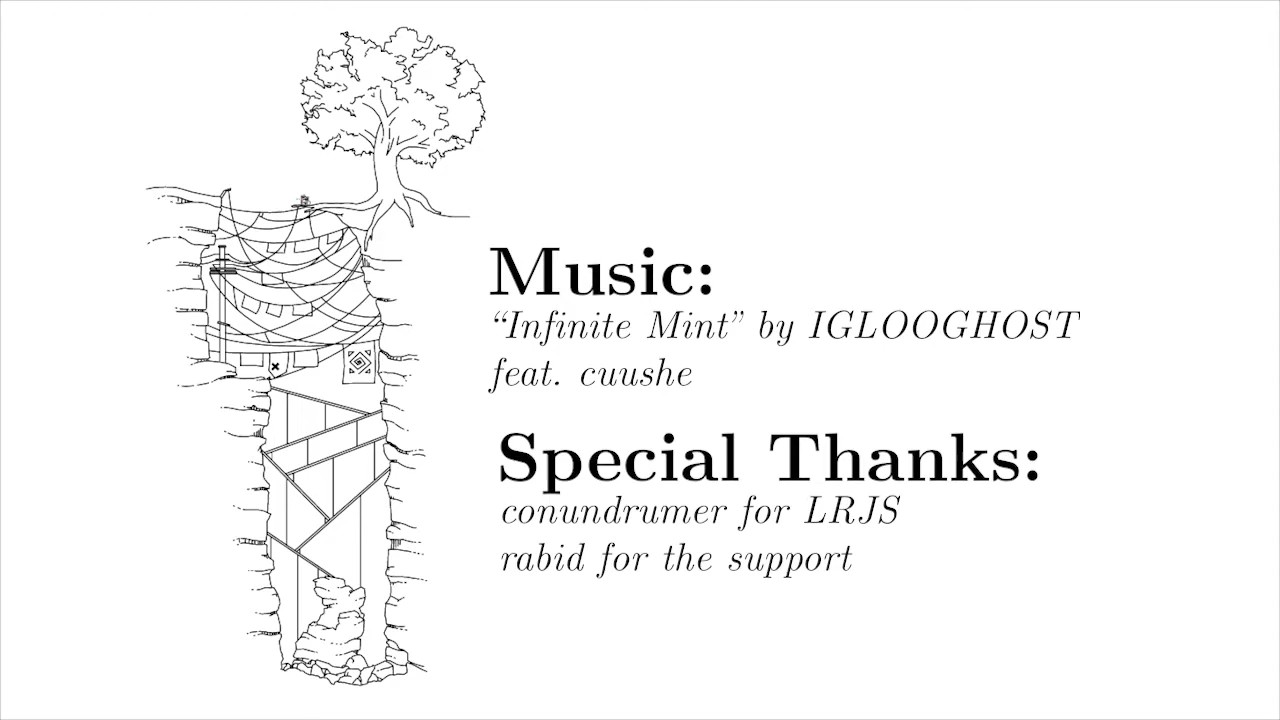 Music:
“Infinite Mint” by IGLOOGHOST
feat. cuushe
Special Thanks:
conundrumer for LRJS
rabid for the support